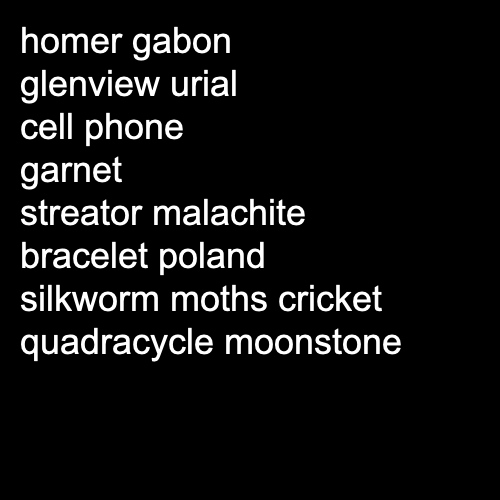 homer gabon
glenview urial
cell phone
garnet
streator malachite
bracelet poland
silkworm moths cricket
quadracycle moonstone